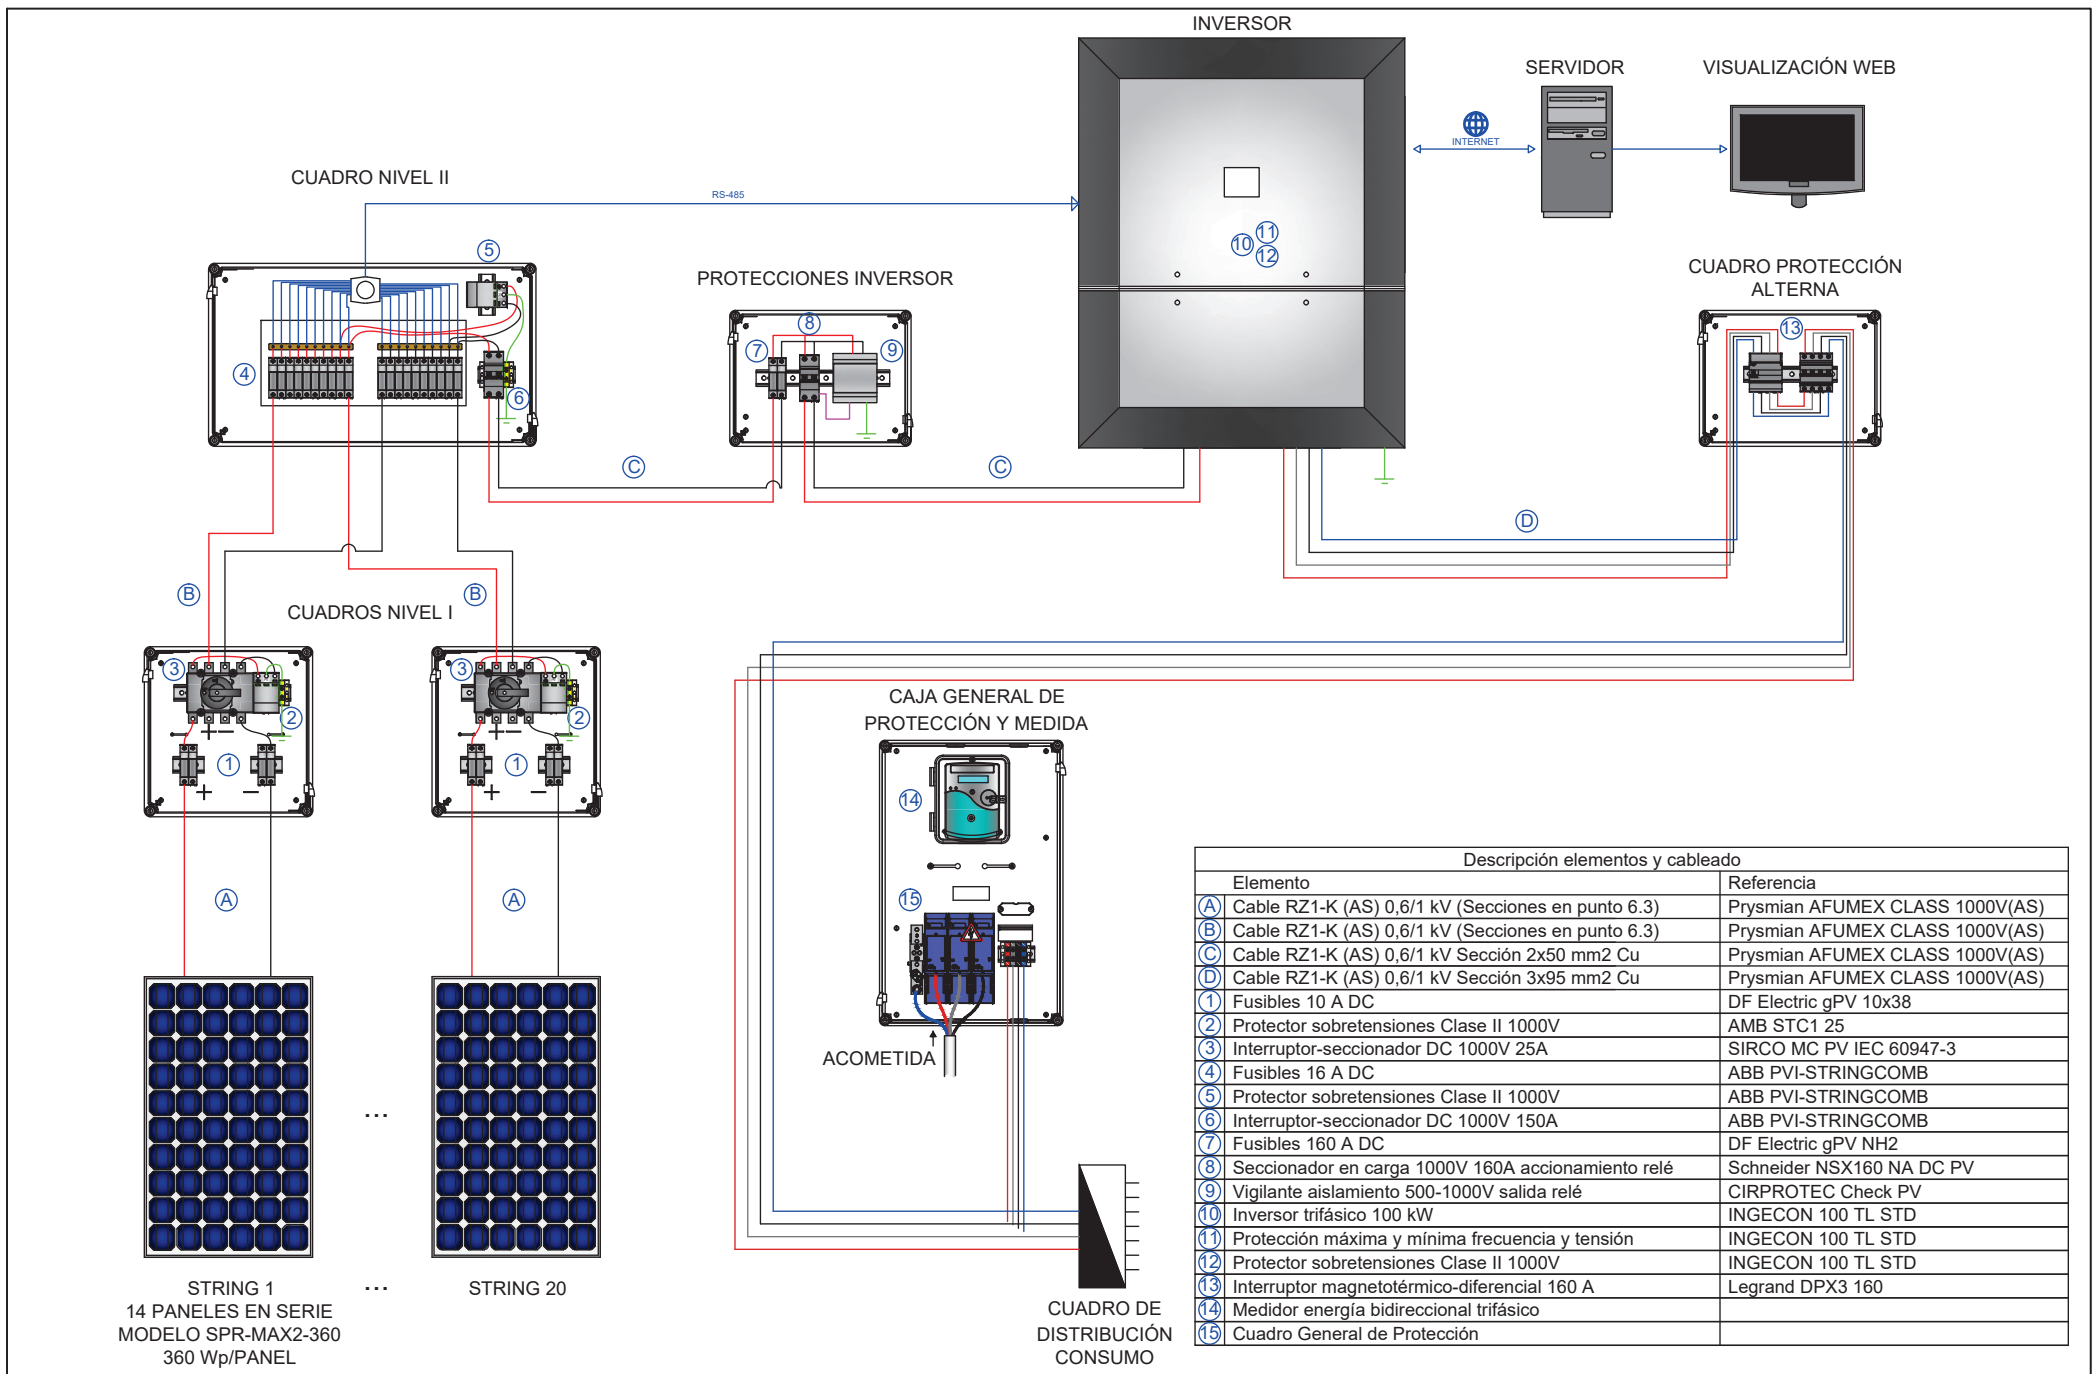 INVERSOR
SERVIDOR
VISUALIZACIÓN WEB
INTERNET
CUADRO NIVEL II
RS-485
5
11
10
12
PROTECCIONES INVERSOR
CUADRO PROTECCIÓN
ALTERNA
8
13
7
9
4
6
C
C
D
B
B
CUADROS NIVEL I
3
3
2
2
+ −
+ −
1
1
+ −
+ −
CAJA GENERAL DE
PROTECCIÓN Y MEDIDA
14
15
A
A
ACOMETIDA
...
...
STRING 1
14 PANELES EN SERIE
MODELO SPR-MAX2-360
360 Wp/PANEL
STRING 20
CUADRO DE
DISTRIBUCIÓN
CONSUMO
Descripción elementos y cableado
Elemento Referencia
A Cable RZ1-K (AS) 0,6/1 kV (Secciones en punto 6.3) Prysmian AFUMEX CLASS 1000V(AS)
B Cable RZ1-K (AS) 0,6/1 kV (Secciones en punto 6.3) Prysmian AFUMEX CLASS 1000V(AS)
C Cable RZ1-K (AS) 0,6/1 kV Sección 2x50 mm2 Cu Prysmian AFUMEX CLASS 1000V(AS)
D Cable RZ1-K (AS) 0,6/1 kV Sección 3x95 mm2 Cu Prysmian AFUMEX CLASS 1000V(AS)
1 Fusibles 10 A DC DF Electric gPV 10x38
2 Protector sobretensiones Clase II 1000V AMB STC1 25
3 Interruptor-seccionador DC 1000V 25A SIRCO MC PV IEC 60947-3
4 Fusibles 16 A DC ABB PVI-STRINGCOMB
5 Protector sobretensiones Clase II 1000V ABB PVI-STRINGCOMB
6 Interruptor-seccionador DC 1000V 150A ABB PVI-STRINGCOMB
7 Fusibles 160 A DC DF Electric gPV NH2
8 Seccionador en carga 1000V 160A accionamiento relé Schneider NSX160 NA DC PV
9 Vigilante aislamiento 500-1000V salida relé CIRPROTEC Check PV
10 Inversor trifásico 100 kW INGECON 100 TL STD
11 Protección máxima y mínima frecuencia y tensión INGECON 100 TL STD
12 Protector sobretensiones Clase II 1000V INGECON 100 TL STD
13 Interruptor magnetotérmico-diferencial 160 A Legrand DPX3 160
14 Medidor energía bidireccional trifásico
15 Cuadro General de Protección